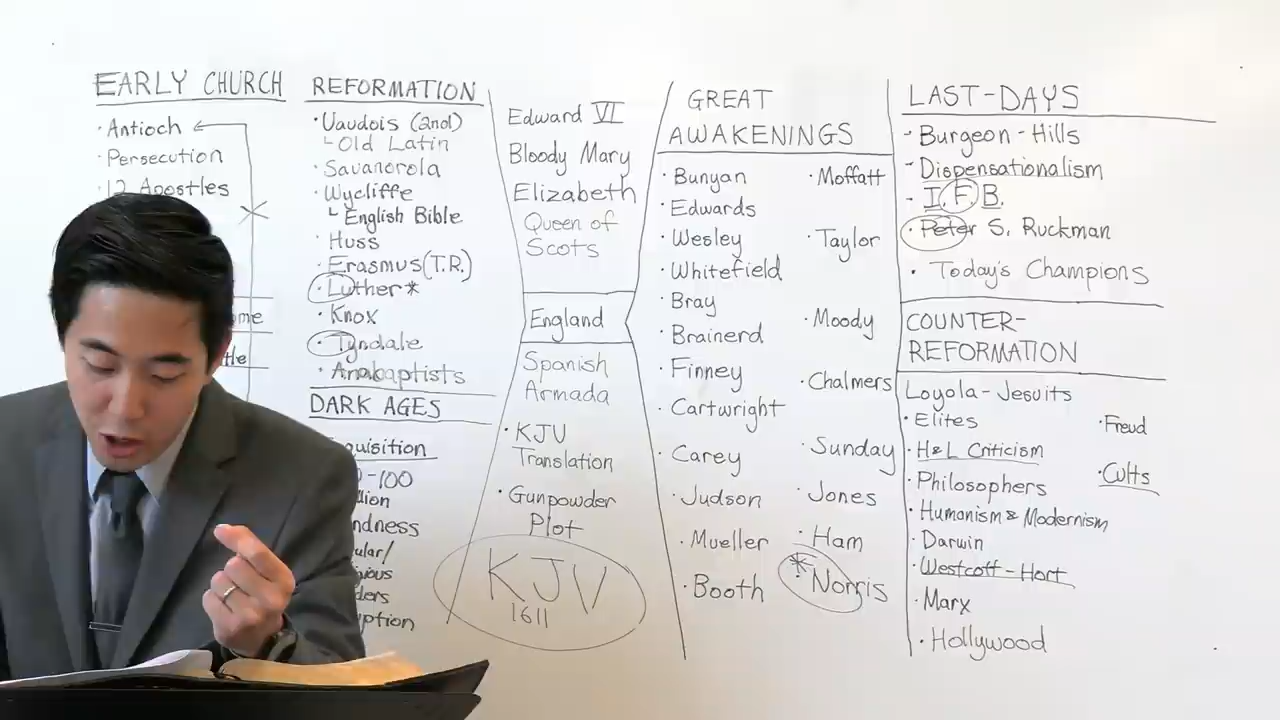 EARLY CHURCH
· Antioch
· Persecution
· 12 Apostles
REFORMATION
· Vaudois (2nd)
Old Latin
· Savanorola
· Wycliffe
English Bible
· Huss
· Erasmus (T.R.)
· Luther *
· Knox
· Tyndale
· Anabaptists
DARK AGES
Edward VI
Bloody Mary
Elizabeth
Queen of
Scots
England
Spanish
Armada
· KJV
Translation
· Gunpowder
Plot
KJV
1611
GREAT
AWAKENINGS
· Bunyan
· Edwards
· Wesley
· Whitefield
· Bray
· Brainerd
· Finney
· Cartwright
· Carey
· Judson
· Mueller
· Booth
· Moffatt
· Taylor
· Moody
· Chalmers
· Sunday
· Jones
· Ham
* · Norris
LAST-DAYS
- Burgeon - Hills
- Dispensationalism
- I.F.B.
· Peter S. Ruckman
· Today's Champions
COUNTER-
REFORMATION
Loyola - Jesuits
· Elites
· H&L Criticism
· Philosophers
· Humanism & Modernism
· Darwin
· Westcott-Hort
· Marx
· Hollywood
· Freud
· Cults